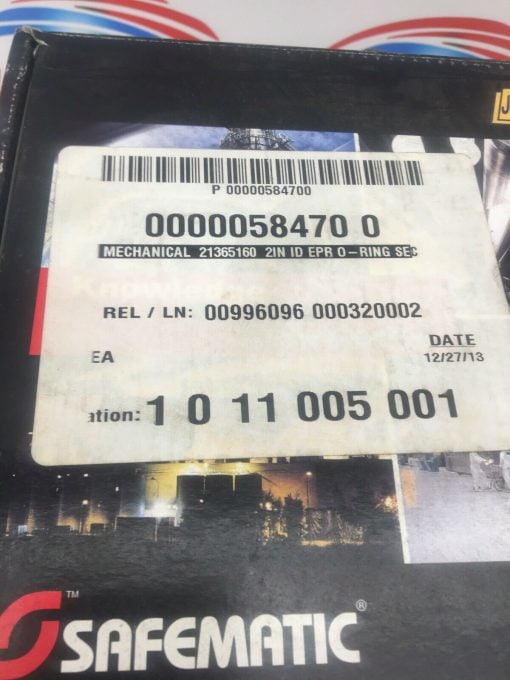 J
P 00000584700
0000058470 0
MECHANICAL 21365160 2IN ID EPR O-RING SEC
REL / LN: 00996096 000320002
EA
DATE
12/27/13
ation: 1 0 11 005 001
SAFEMATIC®
™